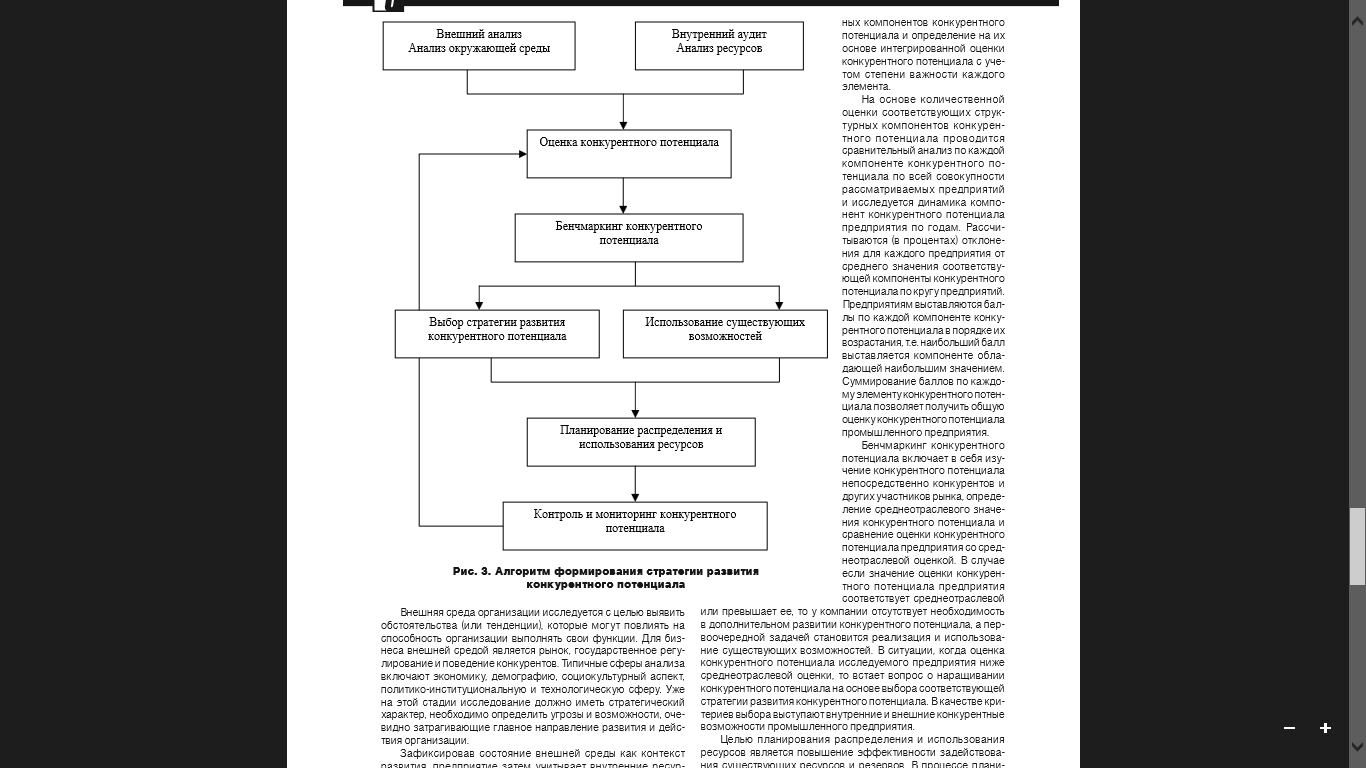 Внешний анализ
Анализ окружающей среды
Внутренний аудит
Анализ ресурсов
Оценка конкурентного потенциала
Бенчмаркинг конкурентного
потенциала
Выбор стратегии развития
конкурентного потенциала
Использование существующих
возможностей
Планирование распределения и
использования ресурсов
Контроль и мониторинг конкурентного
потенциала
Рис. 3. Алгоритм формирования стратегии развития
конкурентного потенциала
Внешняя среда организации исследуется с целью выявить
обстоятельства (или тенденции), которые могут повлиять на
способность организации выполнять свои функции. Для биз-
неса внешней средой является рынок, государственное регу-
лирование и поведение конкурентов. Типичные сферы анализа
включают экономику, демографию, социокультурный аспект,
политико-институциональную и технологическую сферу. Уже
на этой стадии исследование должно иметь стратегический
характер, необходимо определить угрозы и возможности, оче-
видно затрагивающие главное направление развития и дейс-
твия организации.
Зафиксировав состояние внешней среды как контекст
развития, предприятие затем учитывает внутренние ресур-
ных компонентов конкурентного
потенциала и определение на их
основе интегрированной оценки
конкурентного потенциала с уче-
том степени важности каждого
элемента.
На основе количественной
оценки соответствующих струк-
турных компонентов конкурен-
тного потенциала проводится
сравнительный анализ по каждой
компоненте конкурентного по-
тенциала по всей совокупности
рассматриваемых предприятий
и исследуется динамика компо-
нент конкурентного потенциала
предприятия по годам. Рассчи-
тываются (в процентах) отклоне-
ния для каждого предприятия от
среднего значения соответству-
ющей компоненты конкурентного
потенциала по кругу предприятий.
Предприятиям выставляются бал-
лы по каждой компоненте конку-
рентного потенциала в порядке их
возрастания, т.е. наибольший балл
выставляется компоненте обла-
дающей наибольшим значением.
Суммирование баллов по каждо-
му элементу конкурентного потен-
циала позволяет получить общую
оценку конкурентного потенциала
промышленного предприятия.
Бенчмаркинг конкурентного
потенциала включает в себя изу-
чение конкурентного потенциала
непосредственно конкурентов и
других участников рынка, опреде-
ление среднеотраслевого значе-
ния конкурентного потенциала и
сравнение оценки конкурентного
потенциала предприятия со сред-
неотраслевой оценкой. В случае
если значение оценки конкурен-
тного потенциала предприятия
соответствует среднеотраслевой
или превышает ее, то у компании отсутствует необходимость
в дополнительном развитии конкурентного потенциала, а пер-
воочередной задачей становится реализация и использова-
ние существующих возможностей. В ситуации, когда оценка
конкурентного потенциала исследуемого предприятия ниже
среднеотраслевой оценки, то встает вопрос о наращивании
конкурентного потенциала на основе выбора соответствующей
стратегии развития конкурентного потенциала. В качестве кри-
териев выбора выступают внутренние и внешние конкурентные
возможности промышленного предприятия.
Целью планирования распределения и использования
ресурсов является повышение эффективности задействова-
ния существующих ресурсов и резервов. В процессе плани-